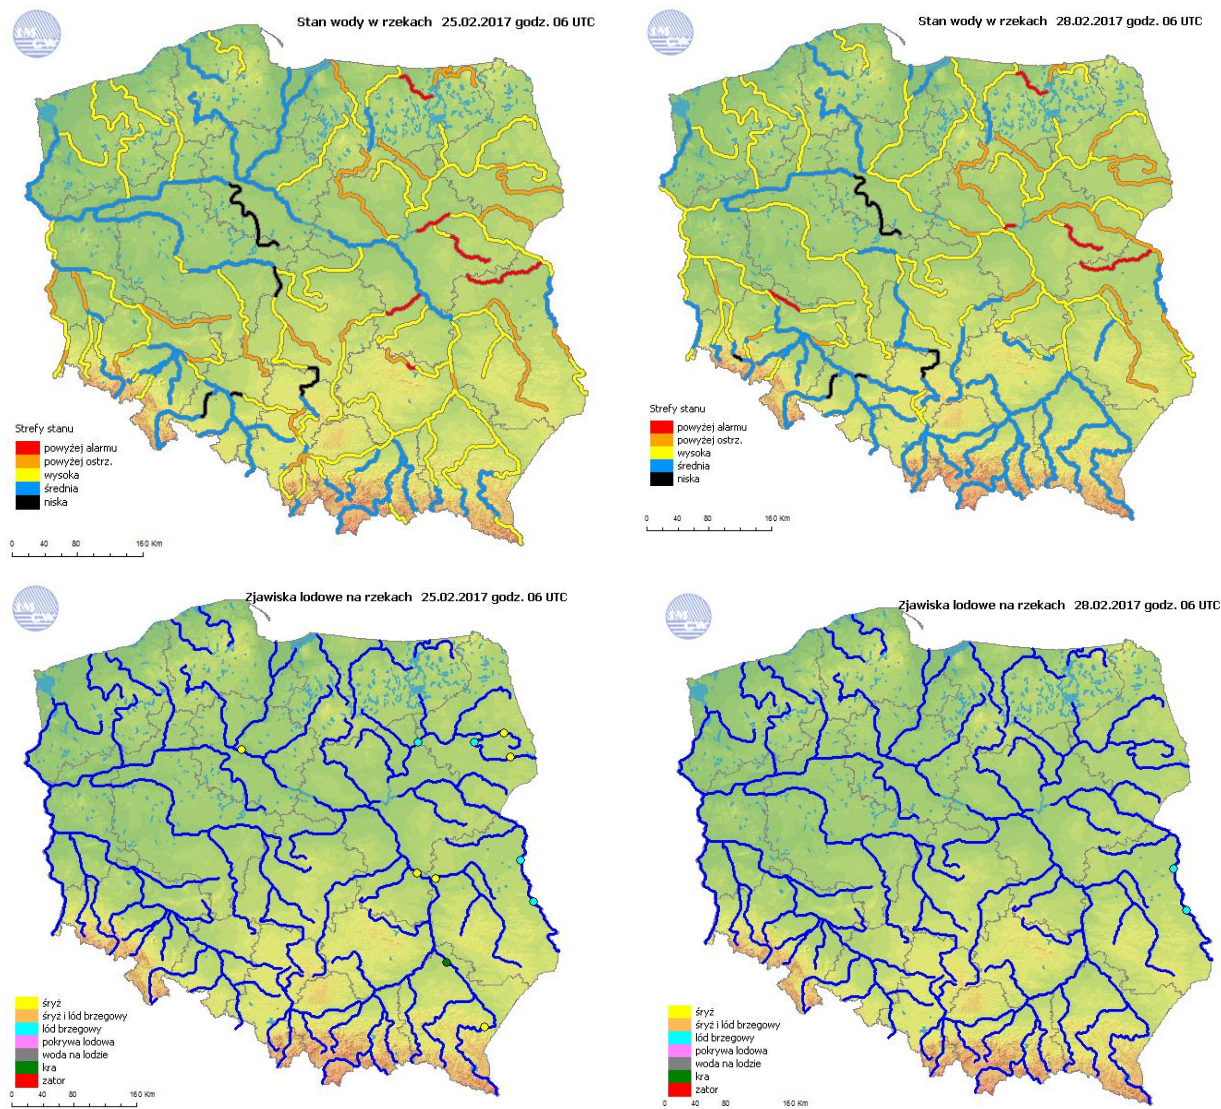 Stan wody w rzekach 25.02.2017 godz. 06 UTC
Strefy stanu
powyżej alarmu
powyżej ostrz.
wysoka
średnia
niska
0 40 80 160 Km
Stan wody w rzekach 28.02.2017 godz. 06 UTC
Strefy stanu
powyżej alarmu
powyżej ostrz.
wysoka
średnia
niska
0 40 80 160 Km
Zjawiska lodowe na rzekach 25.02.2017 godz. 06 UTC
śryż
śryż i lód brzegowy
lód brzegowy
pokrywa lodowa
woda na lodzie
kra
zator
0 40 80 160 Km
Zjawiska lodowe na rzekach 28.02.2017 godz. 06 UTC
śryż
śryż i lód brzegowy
lód brzegowy
pokrywa lodowa
woda na lodzie
kra
zator
0 40 80 160 Km